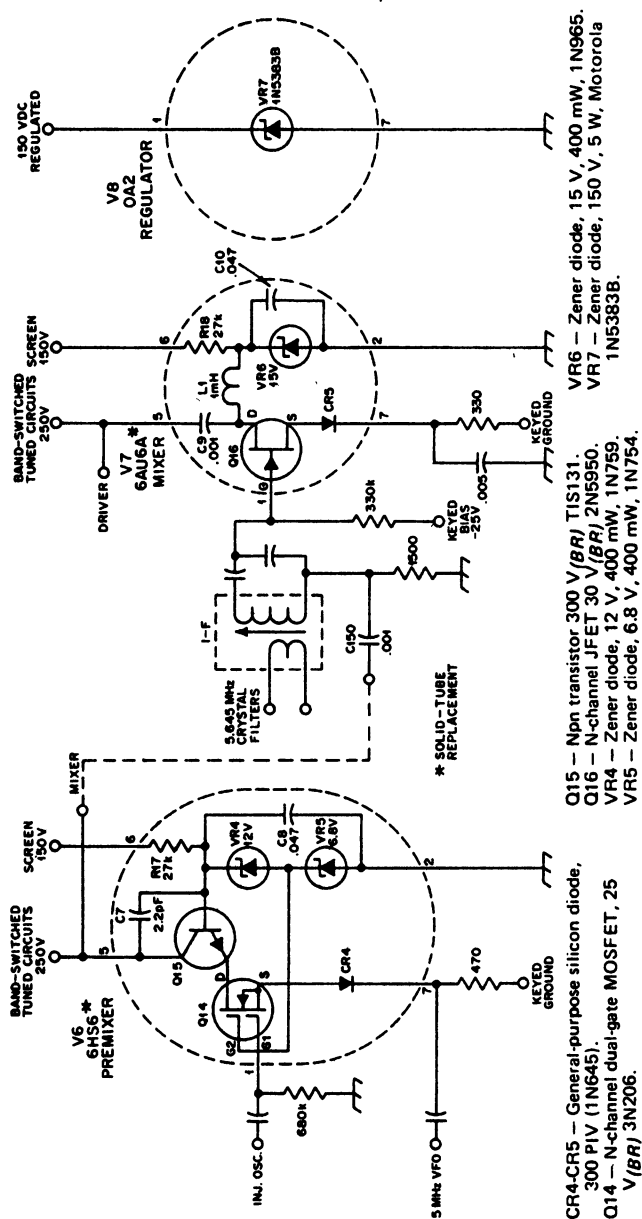 BAND-SWITCHED
TUNED CIRCUITS
250V
SCREEN
150V
V6
6HS6*
PREMIXER
5
6
C7
2.2pF
R17
27k
MIXER
Q15
VR4
12V
C8
.047
VR5
6.8V
Q14
D
S
G2
G1
1
CR4
7
2
INJ. OSC.
680k
5 MHz VFO
470
KEYED
GROUND
5.645 MHz
CRYSTAL
FILTERS
I-F
C150
.001
1500
* SOLID-TUBE
REPLACEMENT
BAND-SWITCHED
TUNED CIRCUITS
250V
SCREEN
150V
DRIVER
V7
6AU6A*
MIXER
5
6
C9
.001
R18
27k
L1
1mH
C10
.047
VR6
15V
Q16
D
S
G
1
CR5
7
2
330k
KEYED
BIAS
-25V
.005
330
KEYED
GROUND
150 VDC
REGULATED
V8
OA2
REGULATOR
1
VR7
1N5383B
7
CR4-CR5 — General-purpose silicon diode,
300 PIV (1N645).
Q14 — N-channel dual-gate MOSFET, 25
V(BR) 3N206.
Q15 — Npn transistor 300 V(BR) TIS131.
Q16 — N-channel JFET 30 V(BR) 2N5950.
VR4 — Zener diode, 12 V, 400 mW, 1N759.
VR5 — Zener diode, 6.8 V, 400 mW, 1N754.
VR6 — Zener diode, 15 V, 400 mW, 1N965.
VR7 — Zener diode, 150 V, 5 W, Motorola
1N5383B.